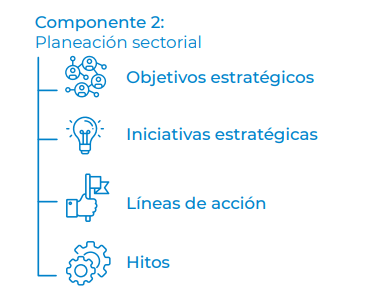 Componente 2:
Planeación sectorial
Objetivos estratégicos
Iniciativas estratégicas
Líneas de acción
Hitos